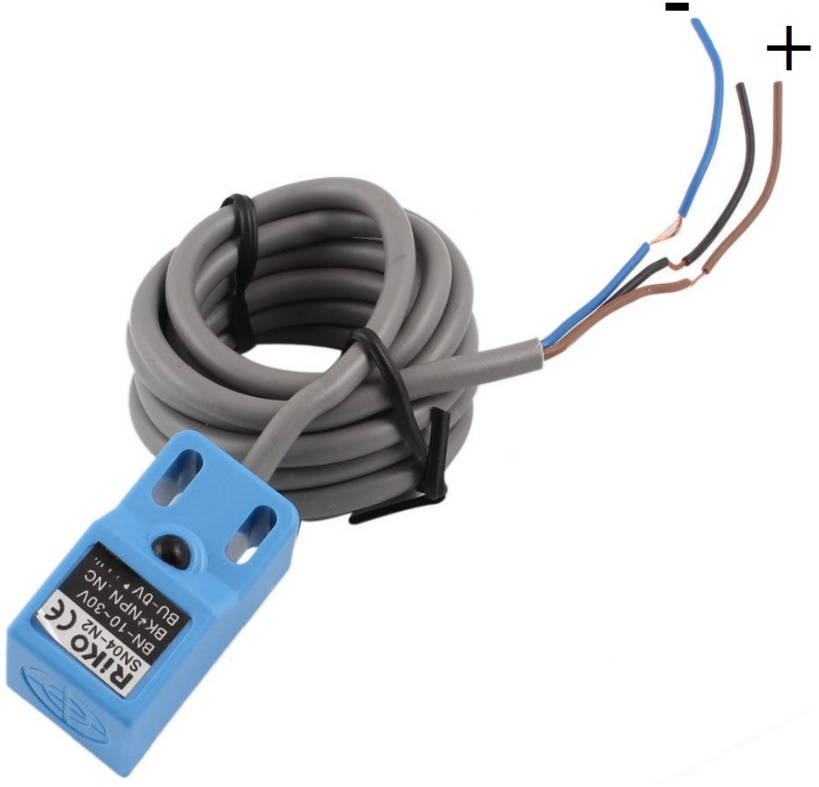 -
+
RiKO CE
SN04-N2
BN-10~30V
BK NPN.NC
BU-0V